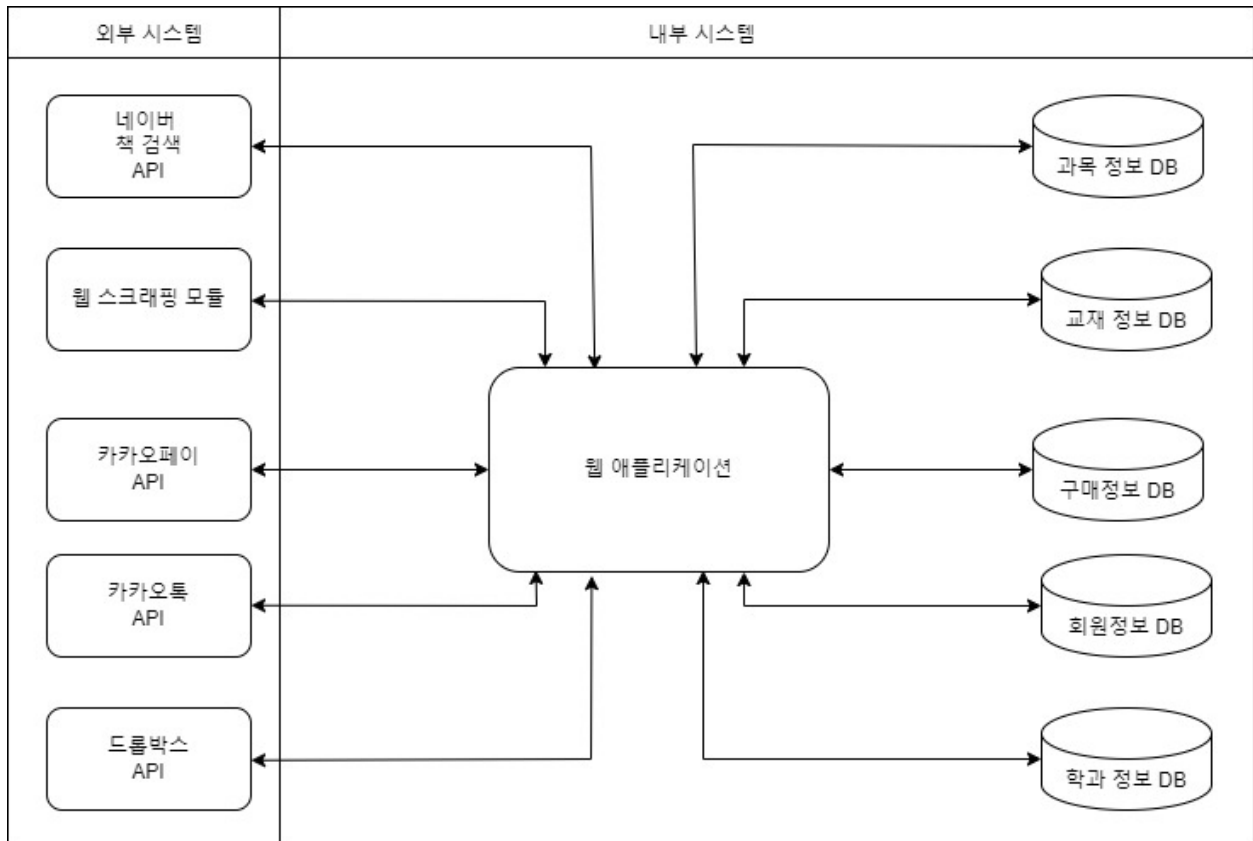 외부 시스템
내부 시스템
네이버
책 검색
API
과목 정보 DB
웹 스크래핑 모듈
교재 정보 DB
카카오페이
API
웹 애플리케이션
구매정보 DB
카카오톡
API
회원정보 DB
드롭박스
API
학과 정보 DB